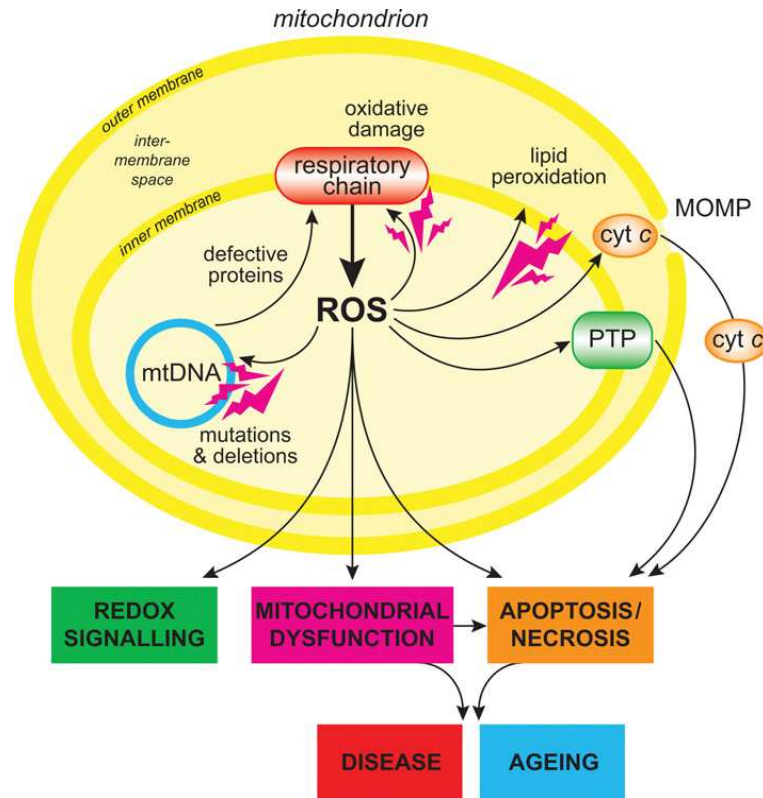 mitochondrion
outer membrane
inter-
membrane
space
inner membrane
oxidative
damage
respiratory
chain
lipid
peroxidation
MOMP
cyt c
defective
proteins
ROS
PTP
cyt c
mtDNA
mutations
& deletions
REDOX
SIGNALLING
MITOCHONDRIAL
DYSFUNCTION
APOPTOSIS/
NECROSIS
DISEASE
AGEING